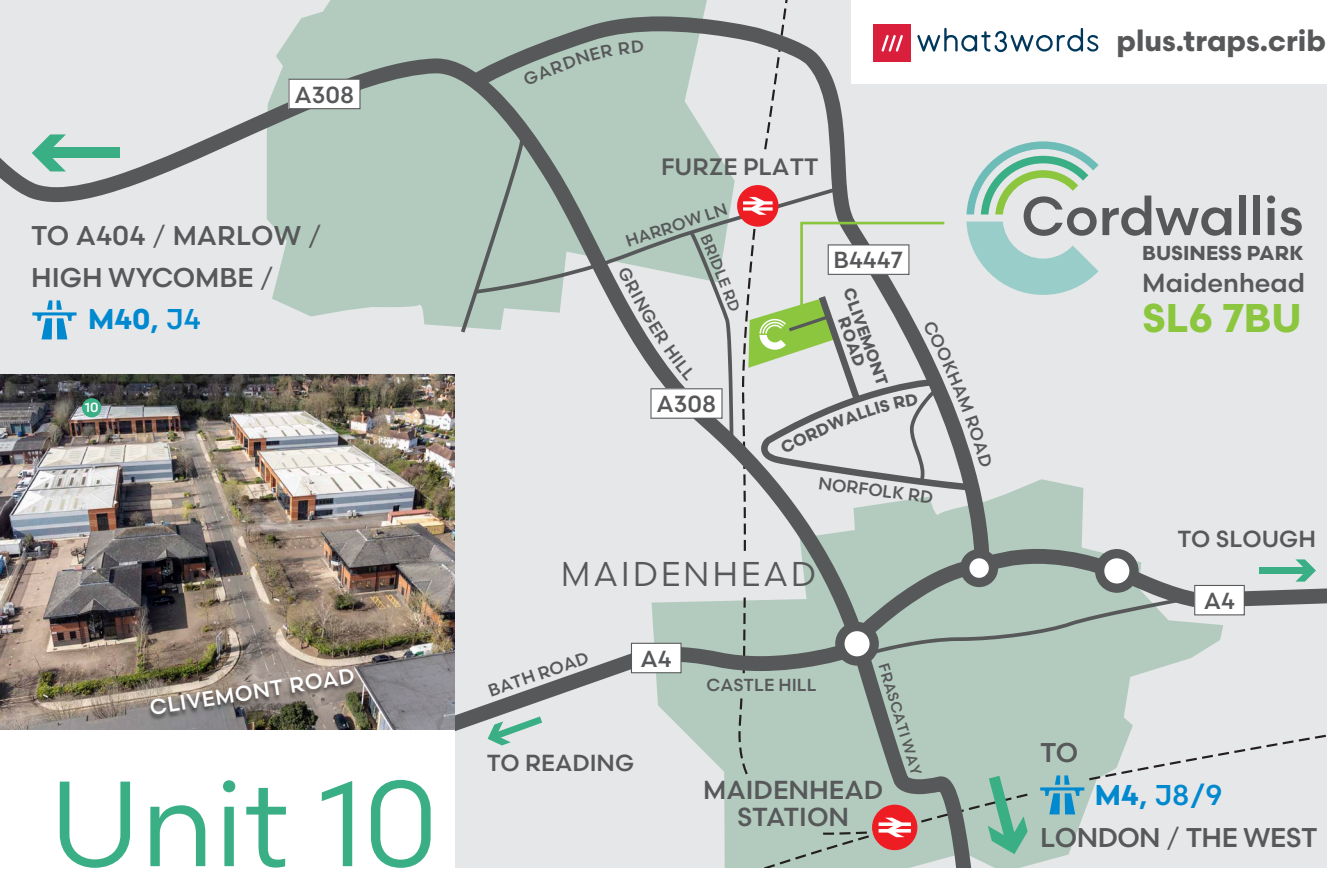 what3words plus.traps.crib
GARDNER RD
A308
FURZE PLATT
HARROW LN
BRIDLE RD
TO A404 / MARLOW /
HIGH WYCOMBE /
M40, J4
Cordwallis
BUSINESS PARK
Maidenhead
SL6 7BU
B4447
CLIVEMONT
ROAD
GRINGER HILL
COOKHAM ROAD
A308
CORDWALLIS RD
NORFOLK RD
10
CLIVEMONT ROAD
MAIDENHEAD
TO SLOUGH
A4
BATH ROAD
A4
CASTLE HILL
FRASCATI WAY
TO READING
MAIDENHEAD
STATION
TO
M4, J8/9
LONDON / THE WEST
Unit 10